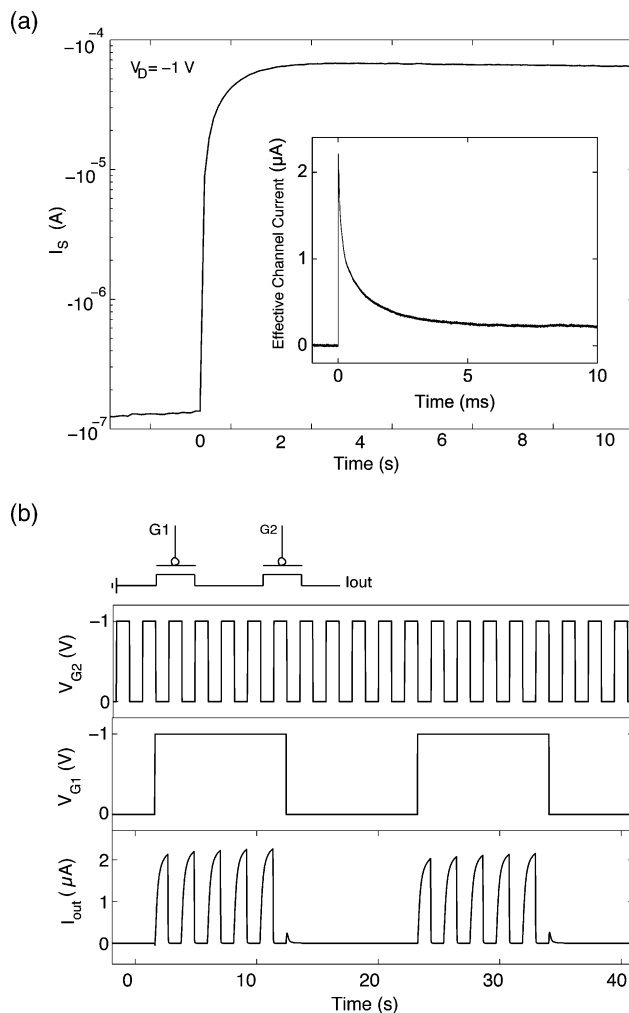 (a)
-10⁻⁴
V_D = −1 V
-10⁻⁵
-10⁻⁶
-10⁻⁷
I_S (A)
0 2 4 6 8 10
Time (s)
Effective Channel Current (μA)
2
1
0
0 5 10
Time (ms)
(b)
G1 G2
Iout
V_G2 (V)
−1
0
V_G1 (V)
−1
0
I_out (μA)
2
1
0
0 10 20 30 40
Time (s)